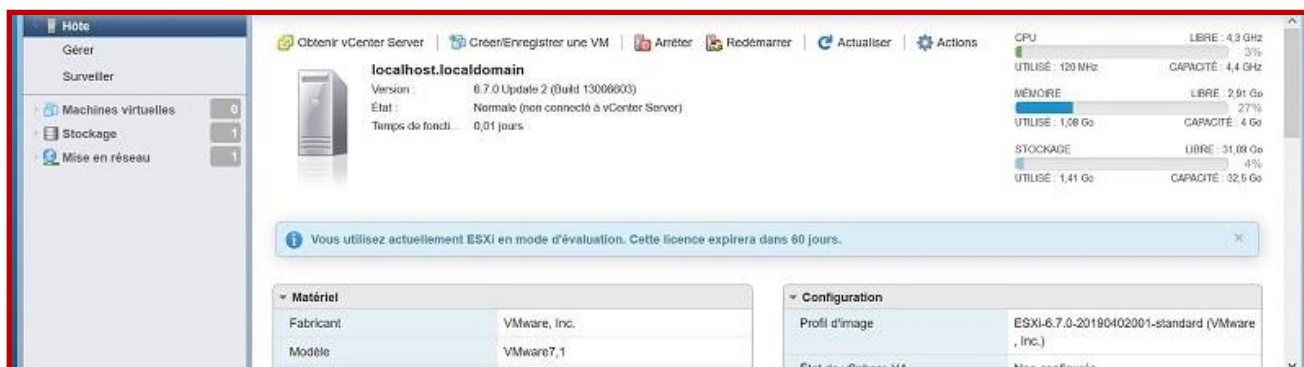 Hôte
Gérer
Surveiller
Machines virtuelles 0
Stockage 1
Mise en réseau 1
Obtenir vCenter Server | Créer/Enregistrer une VM | Arrêter Redémarrer | Actualiser | Actions
localhost.localdomain
Version : 6.7.0 Update 2 (Build 13006603)
État : Normale (non connecté à vCenter Server)
Temps de foncti... 0,01 jours
CPU LIBRE : 4,3 GHz
3%
UTILISÉ : 120 MHz CAPACITÉ : 4,4 GHz
MÉMOIRE LIBRE : 2,91 Go
27%
UTILISÉ : 1,08 Go CAPACITÉ : 4 Go
STOCKAGE LIBRE : 31,09 Go
4%
UTILISÉ : 1,41 Go CAPACITÉ : 32,5 Go
Vous utilisez actuellement ESXi en mode d'évaluation. Cette licence expirera dans 60 jours.
Matériel
Fabricant VMware, Inc.
Modèle VMware7,1
Configuration
Profil d'image ESXi-6.7.0-20190402001-standard (VMware
, Inc.)